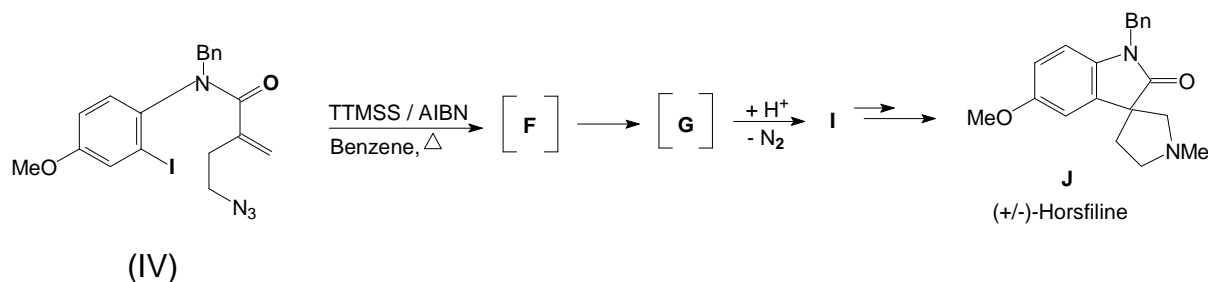 Bn
N
O
MeO
I
N3
(IV)
TTMSS / AIBN
Benzene, △
[ F ]
[ G ]
+ H+
- N2
I
Bn
N
O
MeO
NMe
J
(+/-)-Horsfiline